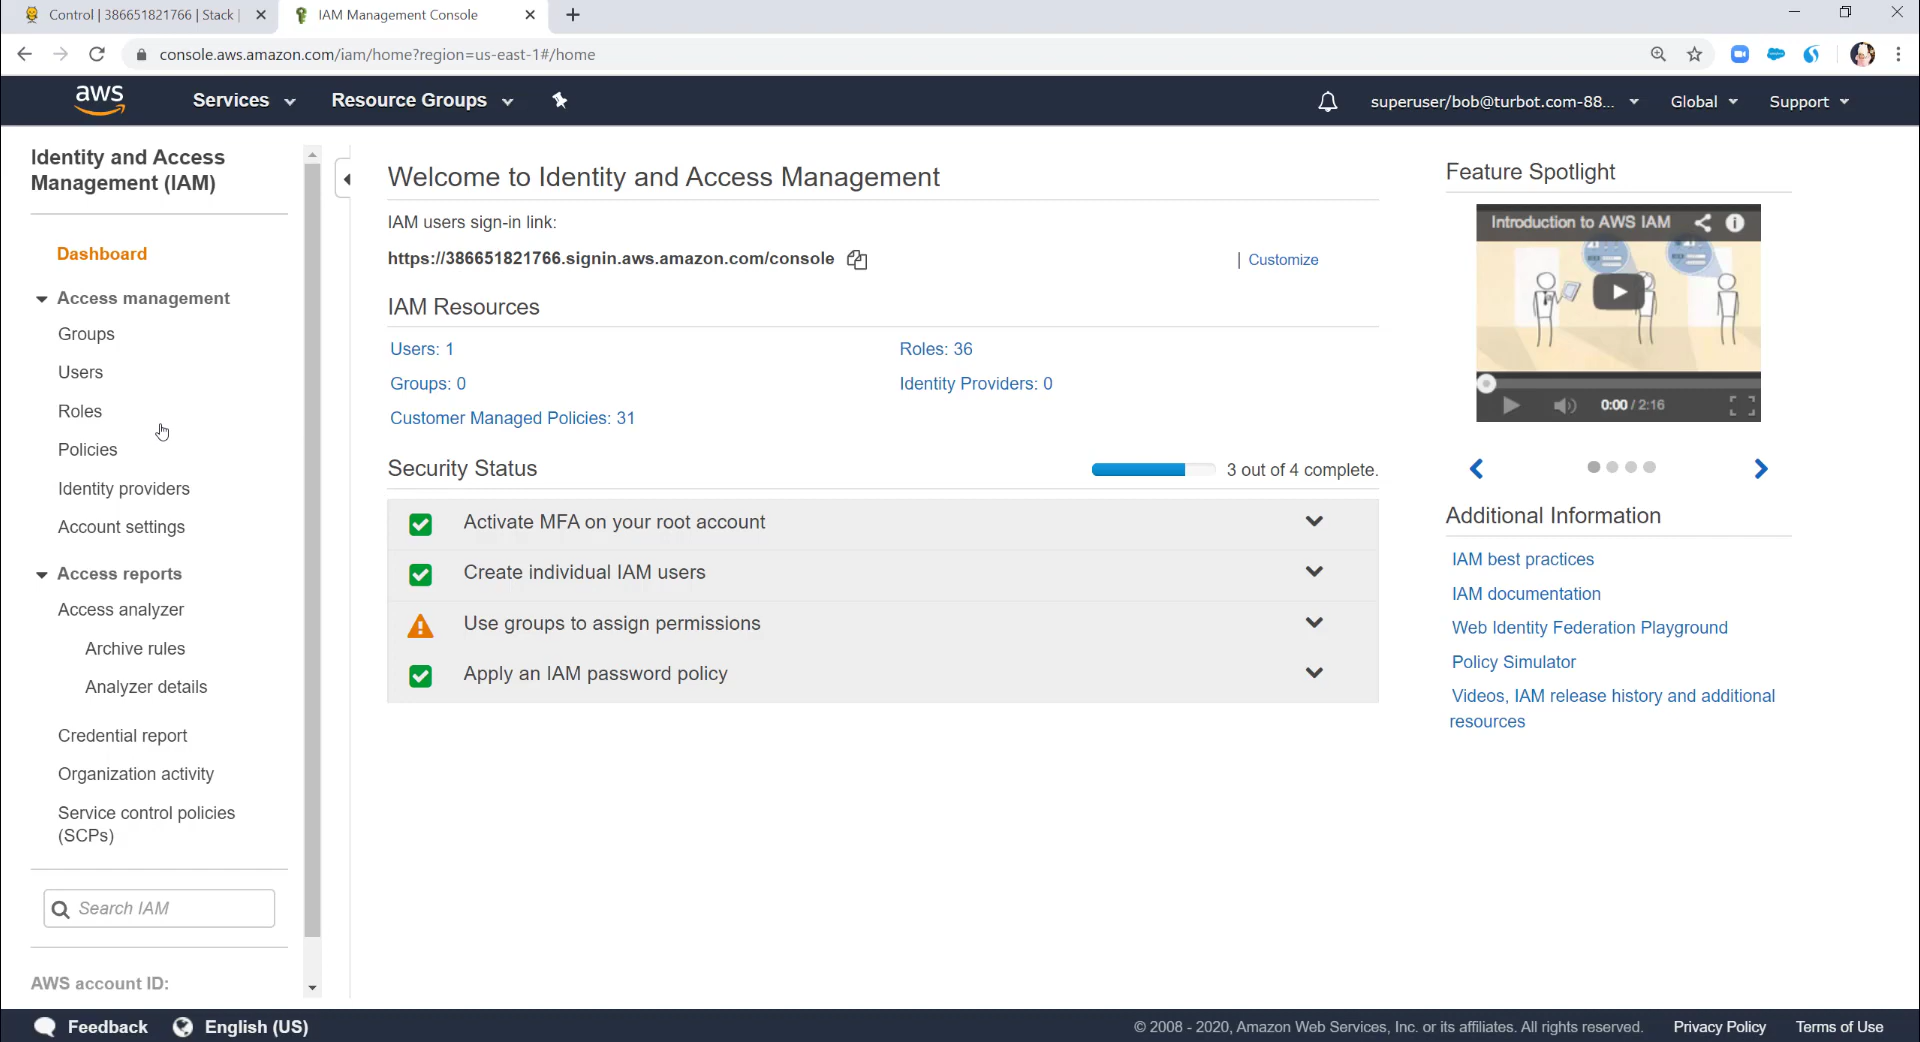 Control | 386651821766 | Stack |
IAM Management Console
console.aws.amazon.com/iam/home?region=us-east-1#/home
aws
Services
Resource Groups
superuser/bob@turbot.com-88...
Global
Support
Identity and Access
Management (IAM)
Dashboard
Access management
Groups
Users
Roles
Policies
Identity providers
Account settings
Access reports
Access analyzer
Archive rules
Analyzer details
Credential report
Organization activity
Service control policies
(SCPs)
Search IAM
AWS account ID:
Welcome to Identity and Access Management
IAM users sign-in link:
https://386651821766.signin.aws.amazon.com/console
| Customize
IAM Resources
Users: 1
Roles: 36
Groups: 0
Identity Providers: 0
Customer Managed Policies: 31
Security Status
3 out of 4 complete.
Activate MFA on your root account
Create individual IAM users
Use groups to assign permissions
Apply an IAM password policy
Feature Spotlight
Introduction to AWS IAM
0:00 / 2:16
Additional Information
IAM best practices
IAM documentation
Web Identity Federation Playground
Policy Simulator
Videos, IAM release history and additional
resources
Feedback
English (US)
© 2008 - 2020, Amazon Web Services, Inc. or its affiliates. All rights reserved.
Privacy Policy
Terms of Use